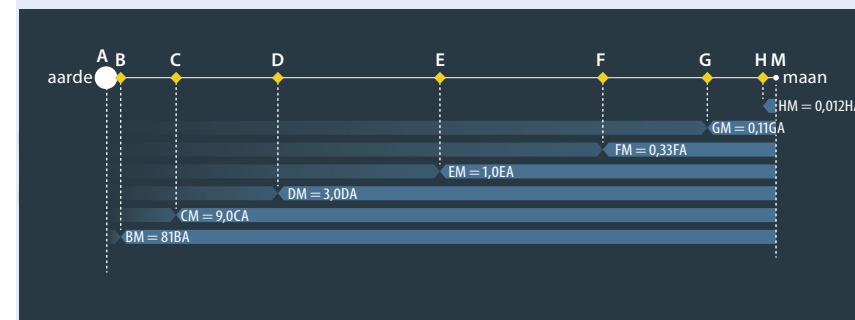 A B C D E F G H M
aarde maan
HM = 0,012HA
GM = 0,11GA
FM = 0,33FA
EM = 1,0EA
DM = 3,0DA
CM = 9,0CA
BM = 81BA